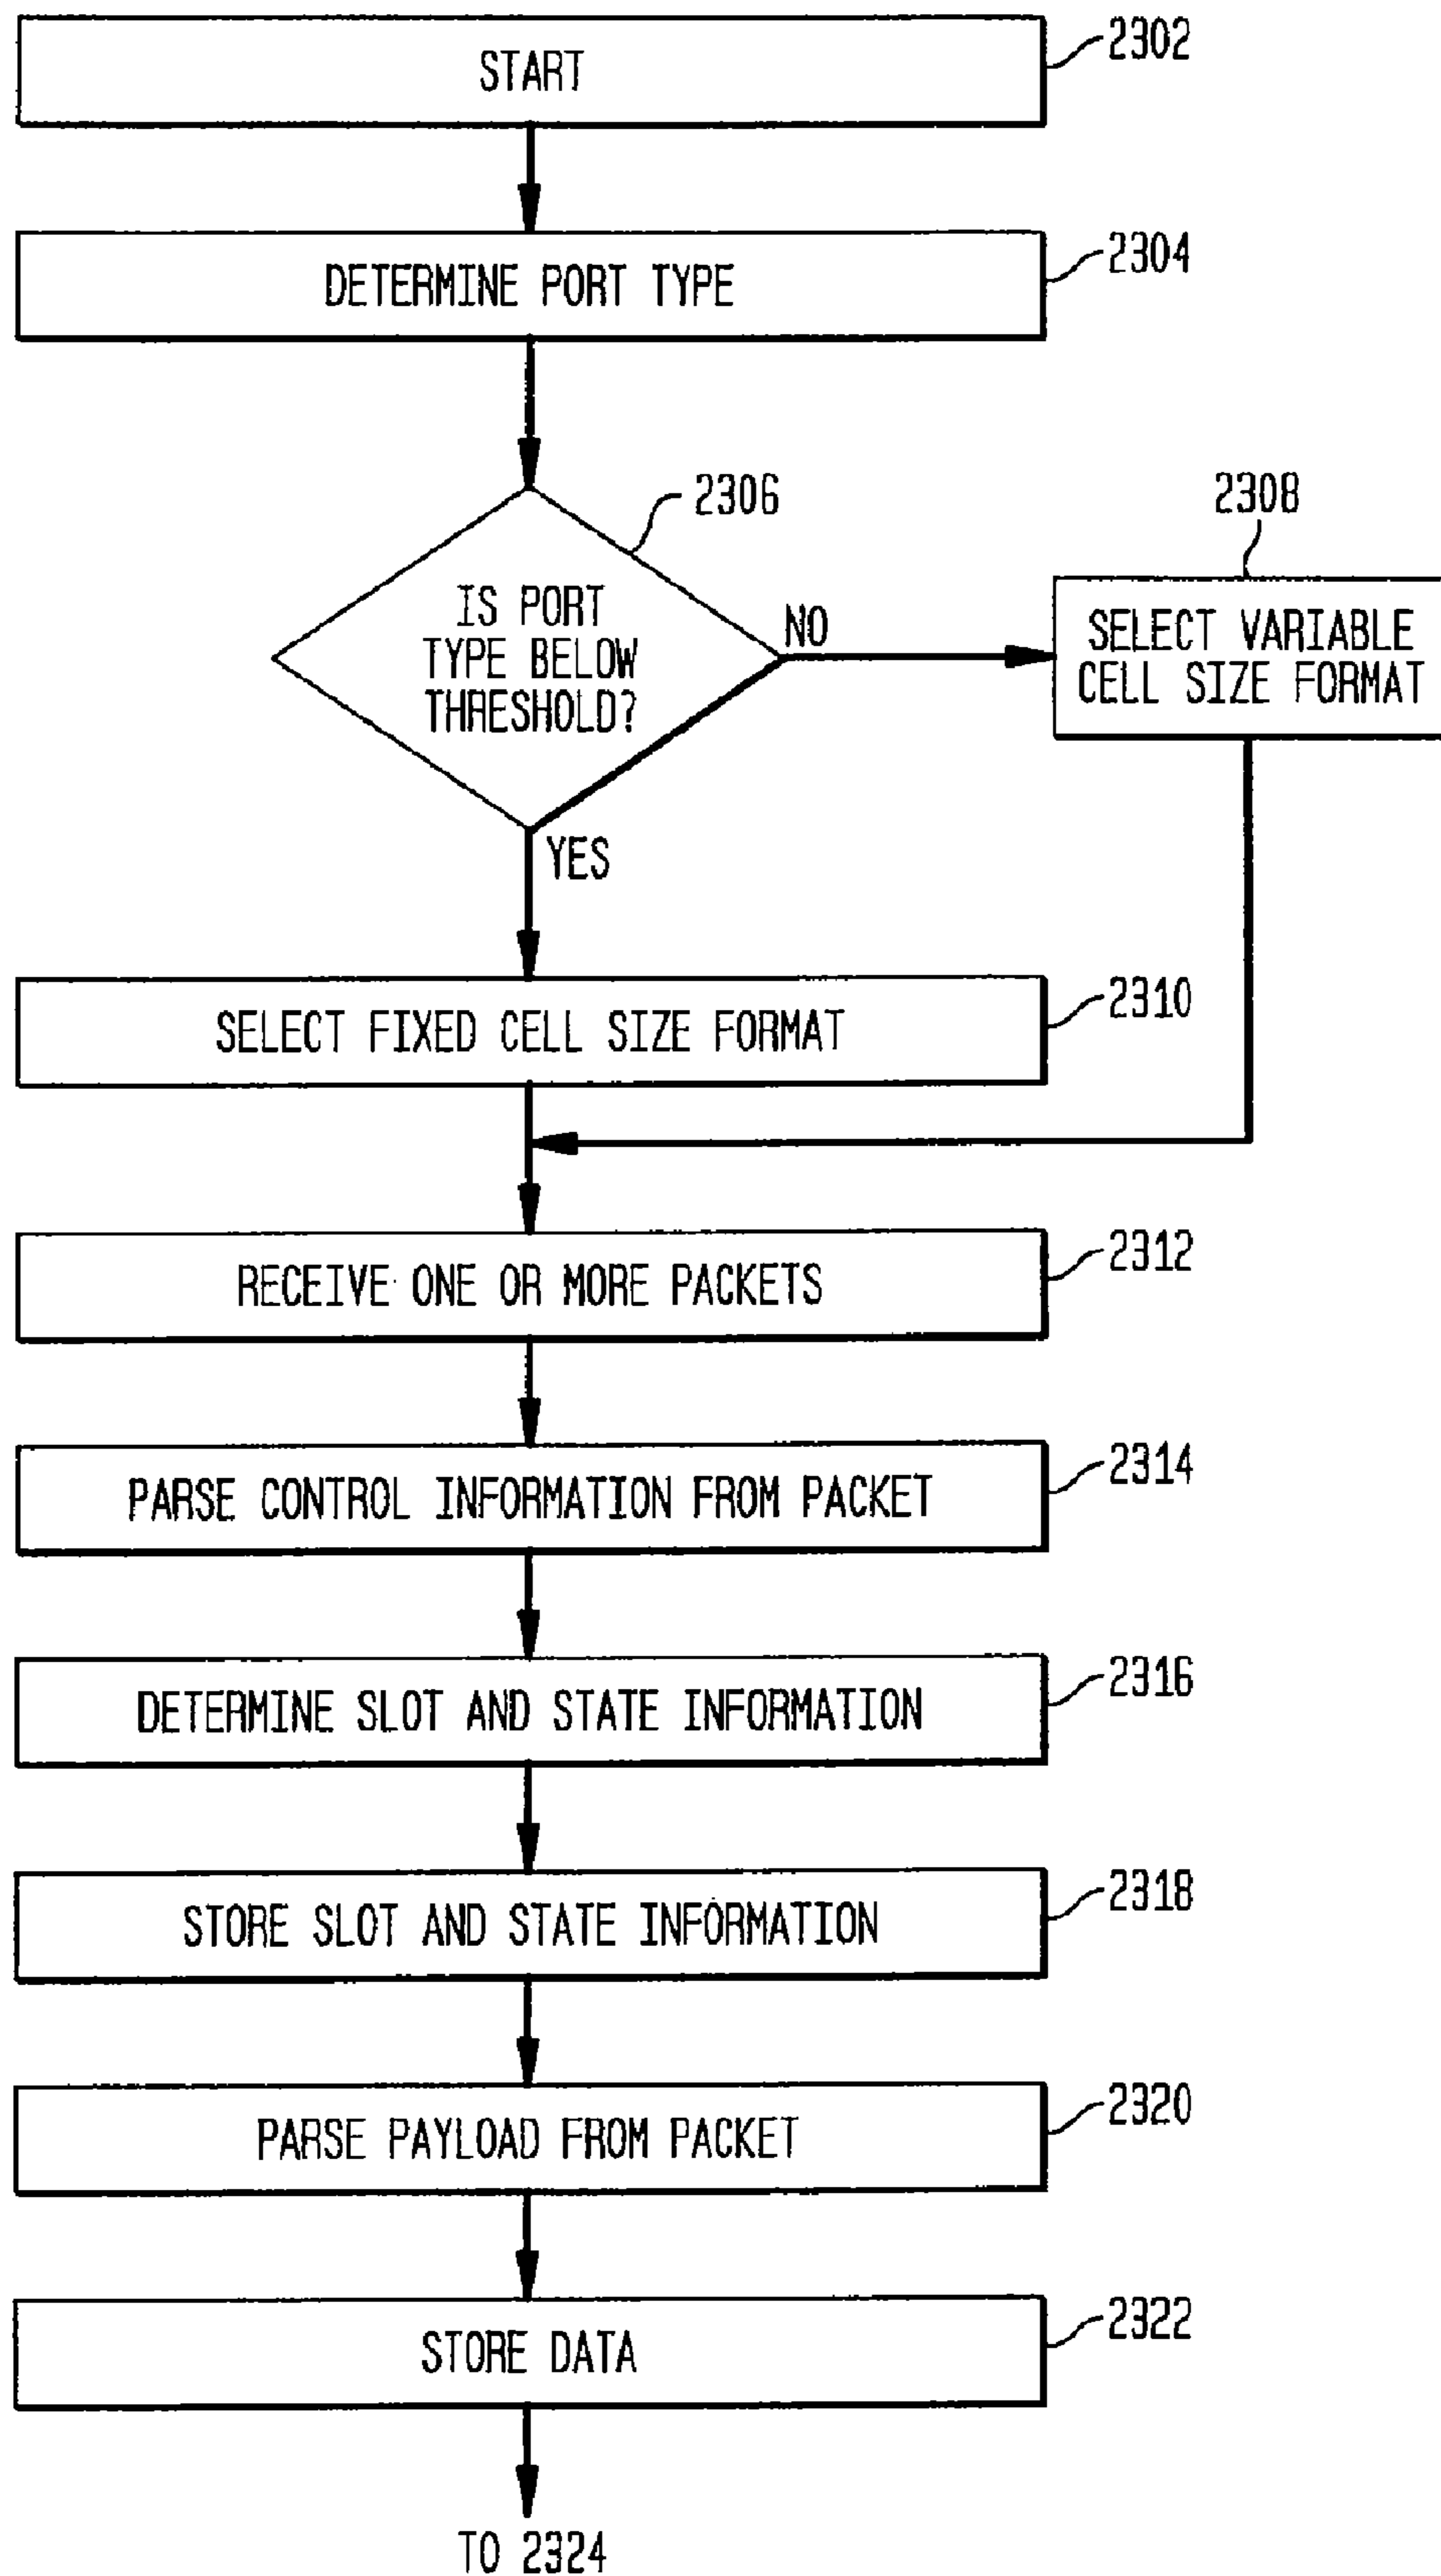 START
2302
DETERMINE PORT TYPE
2304
2306
IS PORT
TYPE BELOW
THRESHOLD?
NO
YES
2308
SELECT VARIABLE
CELL SIZE FORMAT
SELECT FIXED CELL SIZE FORMAT
2310
RECEIVE ONE OR MORE PACKETS
2312
PARSE CONTROL INFORMATION FROM PACKET
2314
DETERMINE SLOT AND STATE INFORMATION
2316
STORE SLOT AND STATE INFORMATION
2318
PARSE PAYLOAD FROM PACKET
2320
STORE DATA
2322
TO 2324